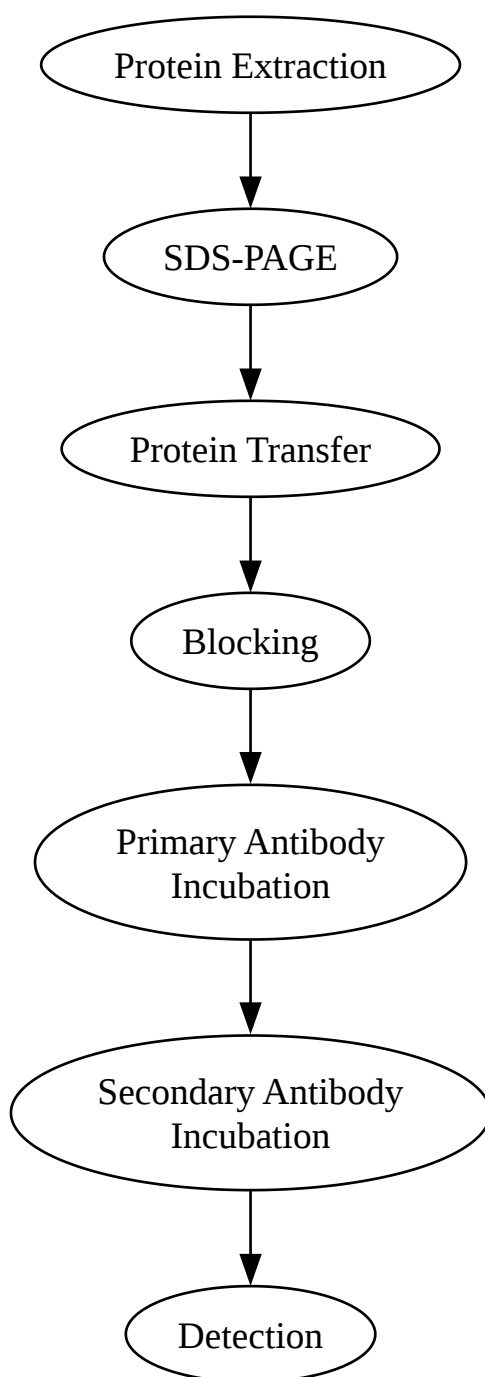 Protein Extraction
SDS-PAGE
Protein Transfer
Blocking
Primary Antibody
Incubation
Secondary Antibody
Incubation
Detection